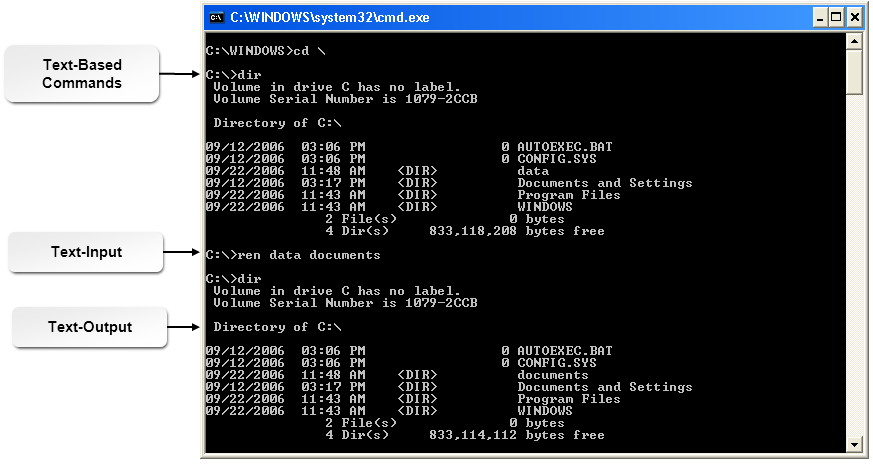 C:\WINDOWS\system32\cmd.exe
Text-Based
Commands
Text-Input
Text-Output
C:\WINDOWS>cd \
C:\>dir
Volume in drive C has no label.
Volume Serial Number is 1079-2CCB
Directory of C:\
09/12/2006 03:06 PM 0 AUTOEXEC.BAT
09/12/2006 03:06 PM 0 CONFIG.SYS
09/22/2006 11:48 AM <DIR> data
09/12/2006 03:17 PM <DIR> Documents and Settings
09/22/2006 11:43 AM <DIR> Program Files
09/22/2006 11:43 AM <DIR> WINDOWS
2 File(s) 0 bytes
4 Dir(s) 833,118,208 bytes free
C:\>ren data documents
C:\>dir
Volume in drive C has no label.
Volume Serial Number is 1079-2CCB
Directory of C:\
09/12/2006 03:06 PM 0 AUTOEXEC.BAT
09/12/2006 03:06 PM 0 CONFIG.SYS
09/22/2006 11:48 AM <DIR> documents
09/12/2006 03:17 PM <DIR> Documents and Settings
09/22/2006 11:43 AM <DIR> Program Files
09/22/2006 11:43 AM <DIR> WINDOWS
2 File(s) 0 bytes
4 Dir(s) 833,114,112 bytes free